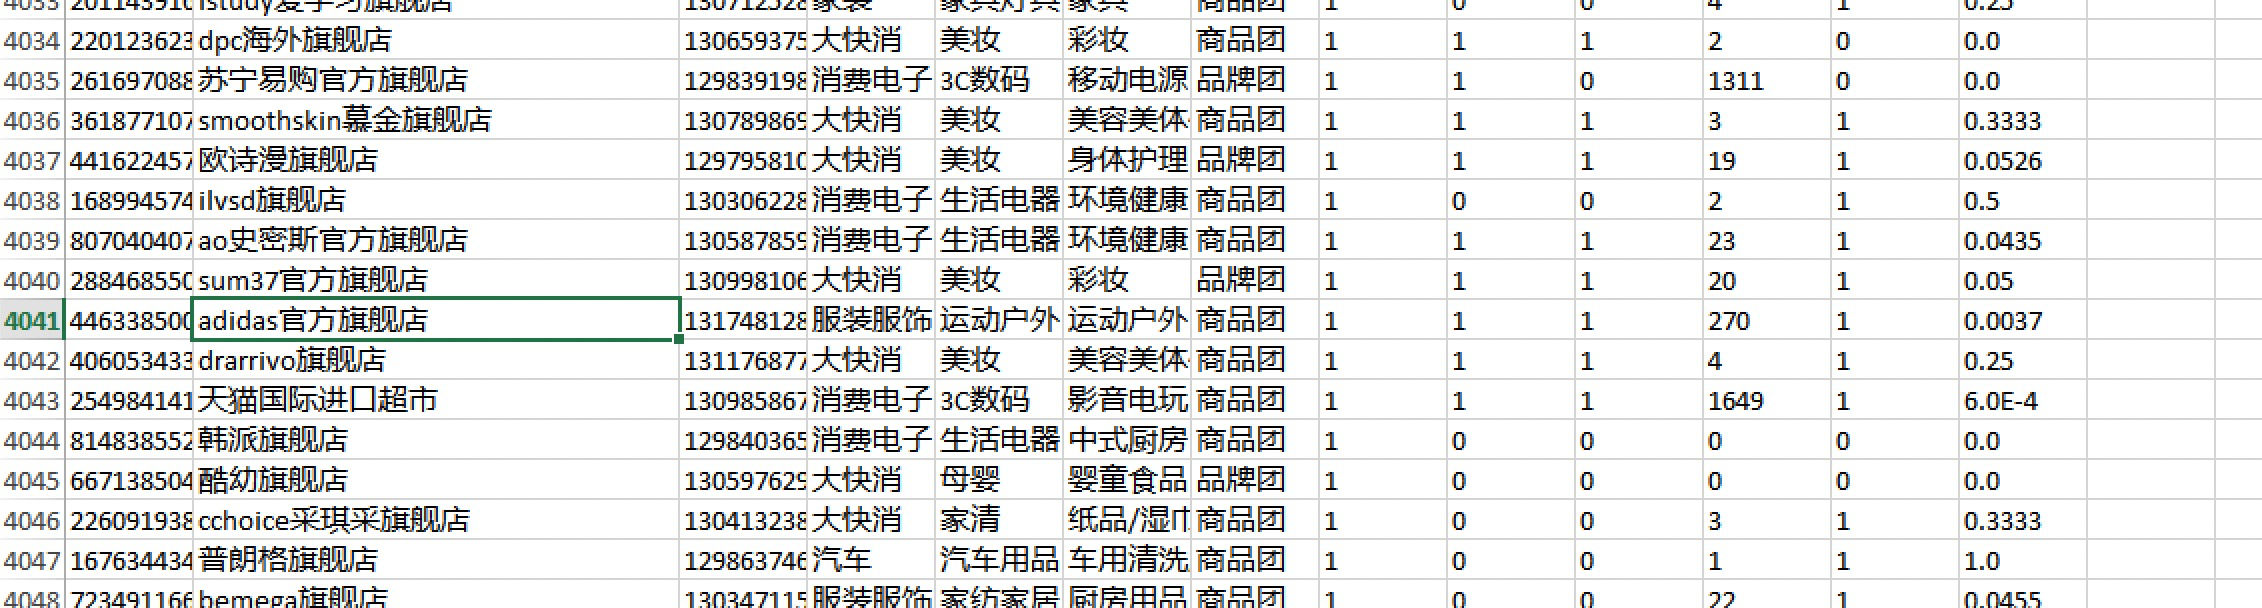 4033 201143910 istudy爱学习旗舰店 130712528 家装 家具灯具 家具 商品团 1 0 0 4 1 0.25
4034 220123623 dpc海外旗舰店 130659375 大快消 美妆 彩妆 商品团 1 1 1 2 0 0.0
4035 261697088 苏宁易购官方旗舰店 129839198 消费电子 3C数码 移动电源 品牌团 1 1 0 1311 0 0.0
4036 361877107 smoothskin慕金旗舰店 130789869 大快消 美妆 美容美体 商品团 1 1 1 3 1 0.3333
4037 441622457 欧诗漫旗舰店 129795810 大快消 美妆 身体护理 品牌团 1 1 1 19 1 0.0526
4038 168994574 ilvsd旗舰店 130306228 消费电子 生活电器 环境健康 商品团 1 0 0 2 1 0.5
4039 807040407 ao史密斯官方旗舰店 130587859 消费电子 生活电器 环境健康 商品团 1 1 1 23 1 0.0435
4040 288468550 sum37官方旗舰店 130998106 大快消 美妆 彩妆 品牌团 1 1 1 20 1 0.05
4041 446338500 adidas官方旗舰店 131748128 服装服饰 运动户外 运动户外 商品团 1 1 1 270 1 0.0037
4042 406053433 drarrivo旗舰店 131176877 大快消 美妆 美容美体 商品团 1 1 1 4 1 0.25
4043 254984141 天猫国际进口超市 130985867 消费电子 3C数码 影音电玩 商品团 1 1 1 1649 1 6.0E-4
4044 814838552 韩派旗舰店 129840365 消费电子 生活电器 中式厨房 商品团 1 0 0 0 0 0.0
4045 667138504 酷幼旗舰店 130597629 大快消 母婴 婴童食品 品牌团 1 0 0 0 0 0.0
4046 226091938 cchoice采琪采旗舰店 130413238 大快消 家清 纸品/湿巾 商品团 1 0 0 3 1 0.3333
4047 167634434 普朗格旗舰店 129863746 汽车 汽车用品 车用清洗 商品团 1 0 0 1 1 1.0
4048 723491166 bemega旗舰店 130347115 服装服饰 家纺家居 厨房用品 商品团 1 0 0 22 1 0.0455